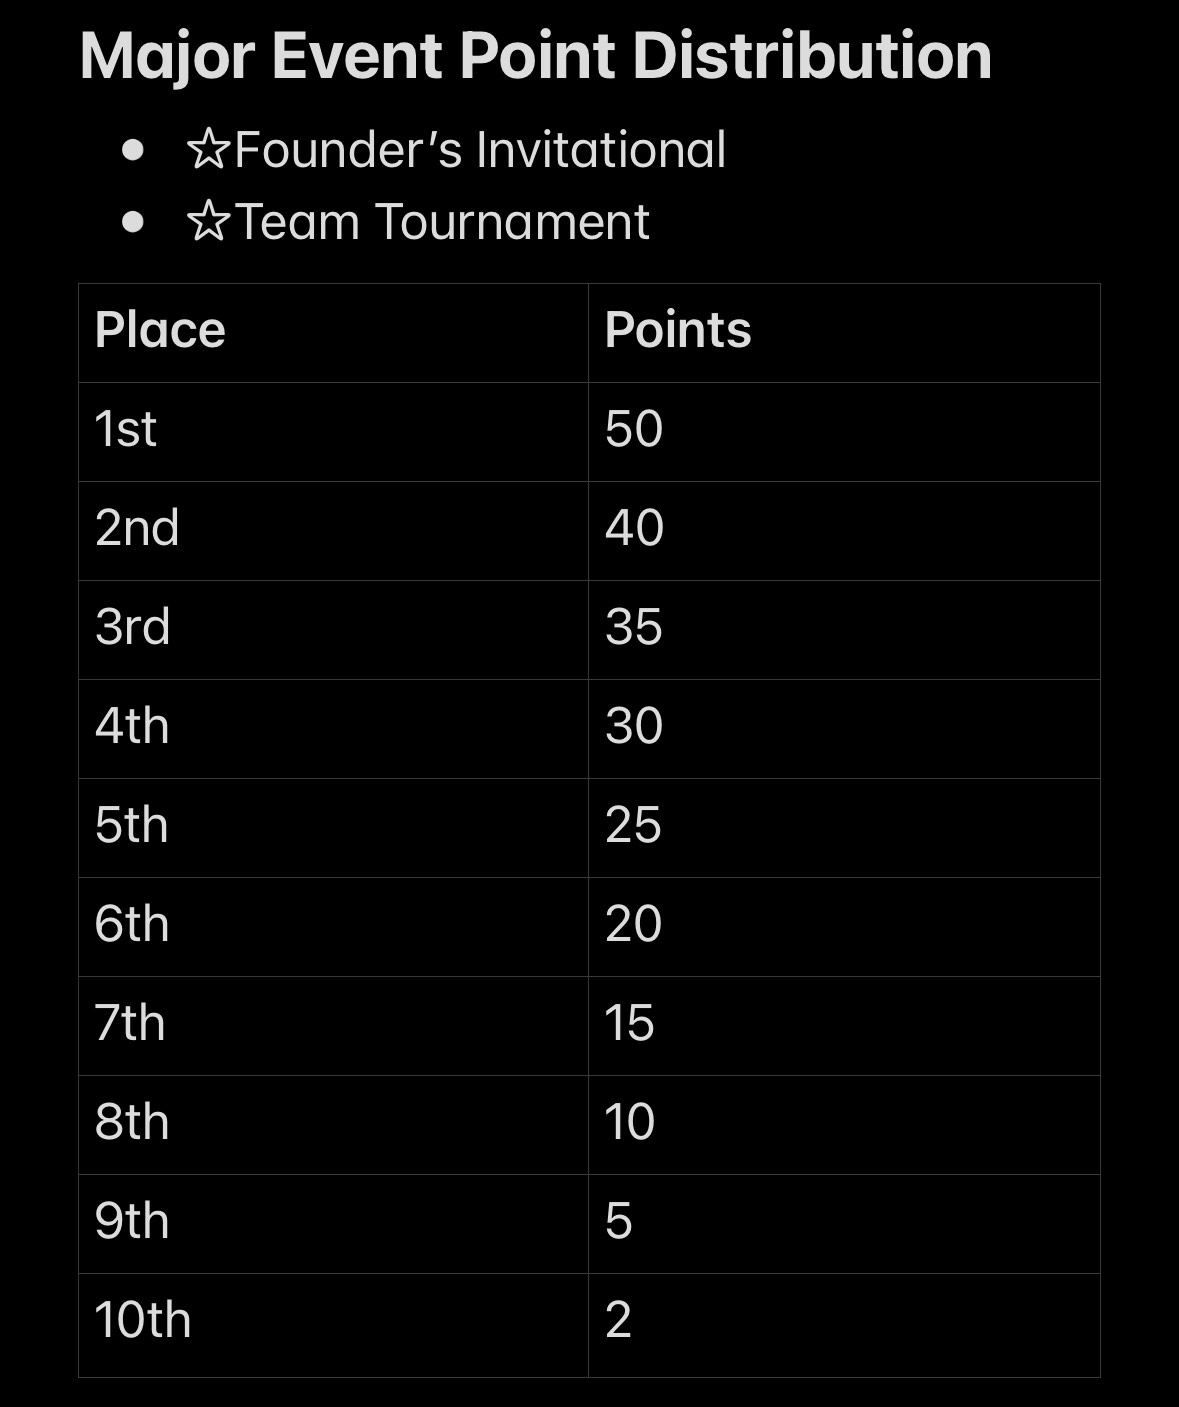 Major Event Point Distribution
• ☆Founder’s Invitational
• ☆Team Tournament
Place Points
1st 50
2nd 40
3rd 35
4th 30
5th 25
6th 20
7th 15
8th 10
9th 5
10th 2